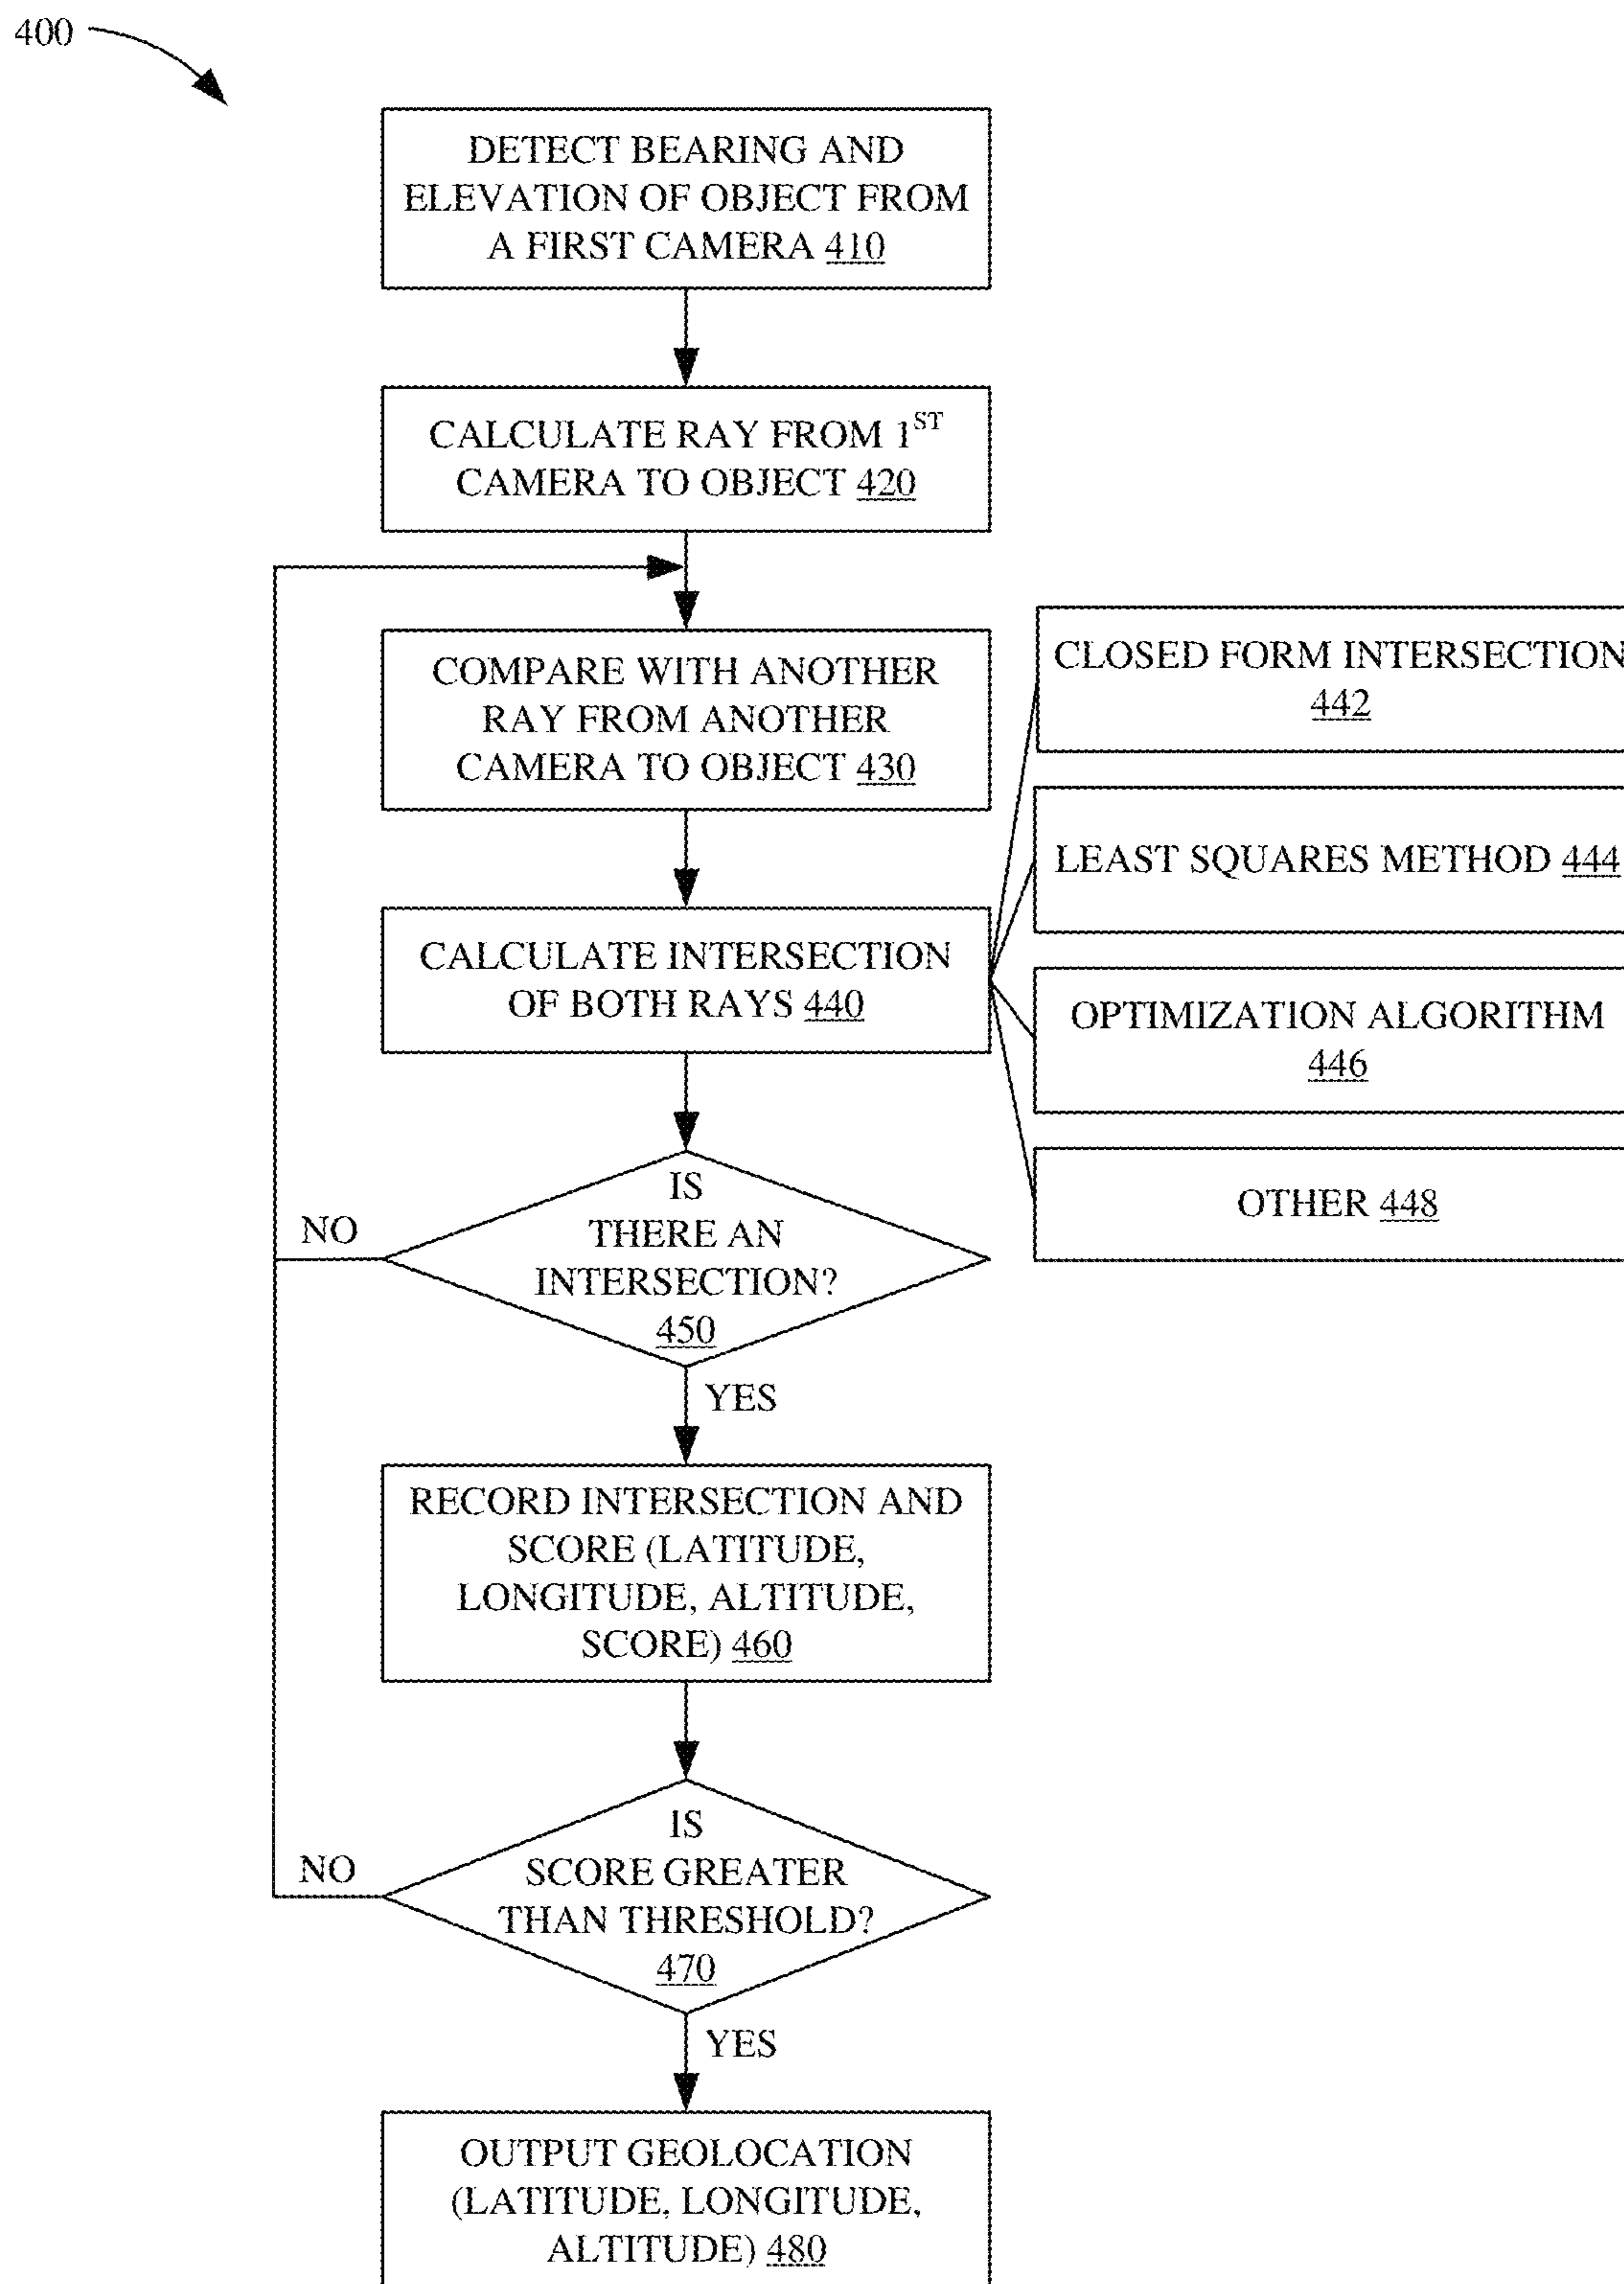 400
DETECT BEARING AND
ELEVATION OF OBJECT FROM
A FIRST CAMERA 410
CALCULATE RAY FROM 1ST
CAMERA TO OBJECT 420
COMPARE WITH ANOTHER
RAY FROM ANOTHER
CAMERA TO OBJECT 430
CALCULATE INTERSECTION
OF BOTH RAYS 440
CLOSED FORM INTERSECTION
442
LEAST SQUARES METHOD 444
OPTIMIZATION ALGORITHM
446
OTHER 448
IS
THERE AN
INTERSECTION?
450
NO
YES
RECORD INTERSECTION AND
SCORE (LATITUDE,
LONGITUDE, ALTITUDE,
SCORE) 460
IS
SCORE GREATER
THAN THRESHOLD?
470
NO
YES
OUTPUT GEOLOCATION
(LATITUDE, LONGITUDE,
ALTITUDE) 480